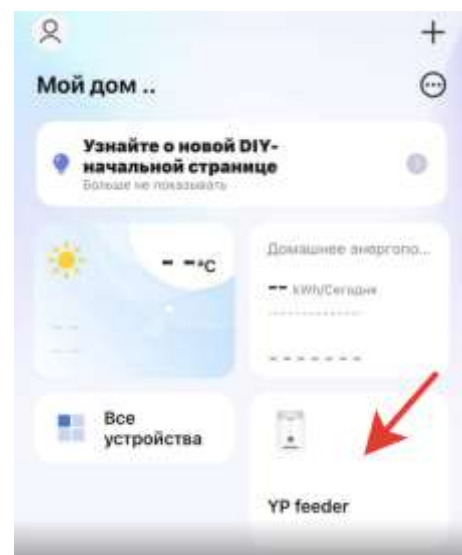 Мой дом ..
Узнайте о новой DIY-
начальной странице
Больше не показывать
-- °C
Домашнее энергопо...
-- kWh/Сегодня
Все
устройства
YP feeder